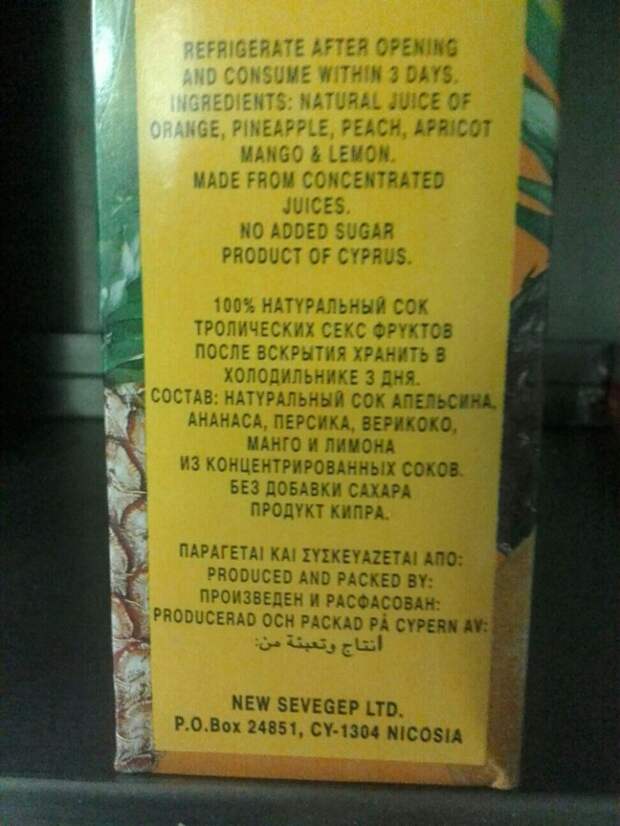 REFRIGERATE AFTER OPENING
AND CONSUME WITHIN 3 DAYS.
INGREDIENTS: NATURAL JUICE OF
ORANGE, PINEAPPLE, PEACH, APRICOT
MANGO & LEMON.
MADE FROM CONCENTRATED
JUICES.
NO ADDED SUGAR
PRODUCT OF CYPRUS.
100% НАТУРАЛЬНЫЙ СОК
ТРОЛИЧЕСКИХ СЕКС ФРУКТОВ
ПОСЛЕ ВСКРЫТИЯ ХРАНИТЬ В
ХОЛОДИЛЬНИКЕ 3 ДНЯ.
СОСТАВ: НАТУРАЛЬНЫЙ СОК АПЕЛЬСИНА,
АНАНАСА, ПЕРСИКА, ВЕРИКОКО,
МАНГО И ЛИМОНА
ИЗ КОНЦЕНТРИРОВАННЫХ СОКОВ.
БЕЗ ДОБАВКИ САХАРА
ПРОДУКТ КИПРА.
ΠΑΡΑΓΕΤΑΙ ΚΑΙ ΣΥΣΚΕΥΑΖΕΤΑΙ ΑΠΟ:
PRODUCED AND PACKED BY:
ПРОИЗВЕДЕН И РАСФАСОВАН:
PRODUCERAD OCH PACKAD PÅ CYPERN AV:
انتاج وتعبئة من:
NEW SEVEGEP LTD.
P.O.Box 24851, CY-1304 NICOSIA